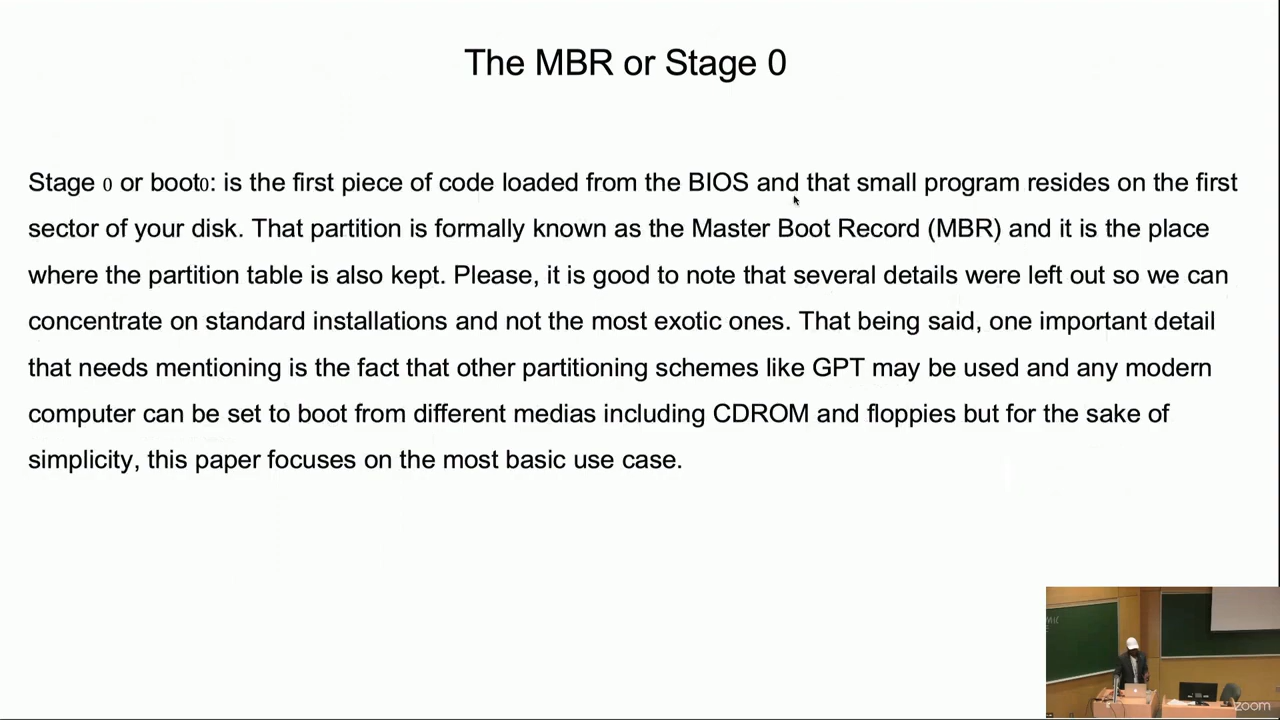 The MBR or Stage 0
Stage 0 or boot0: is the first piece of code loaded from the BIOS and that small program resides on the first
sector of your disk. That partition is formally known as the Master Boot Record (MBR) and it is the place
where the partition table is also kept. Please, it is good to note that several details were left out so we can
concentrate on standard installations and not the most exotic ones. That being said, one important detail
that needs mentioning is the fact that other partitioning schemes like GPT may be used and any modern
computer can be set to boot from different medias including CDROM and floppies but for the sake of
simplicity, this paper focuses on the most basic use case.
zoom